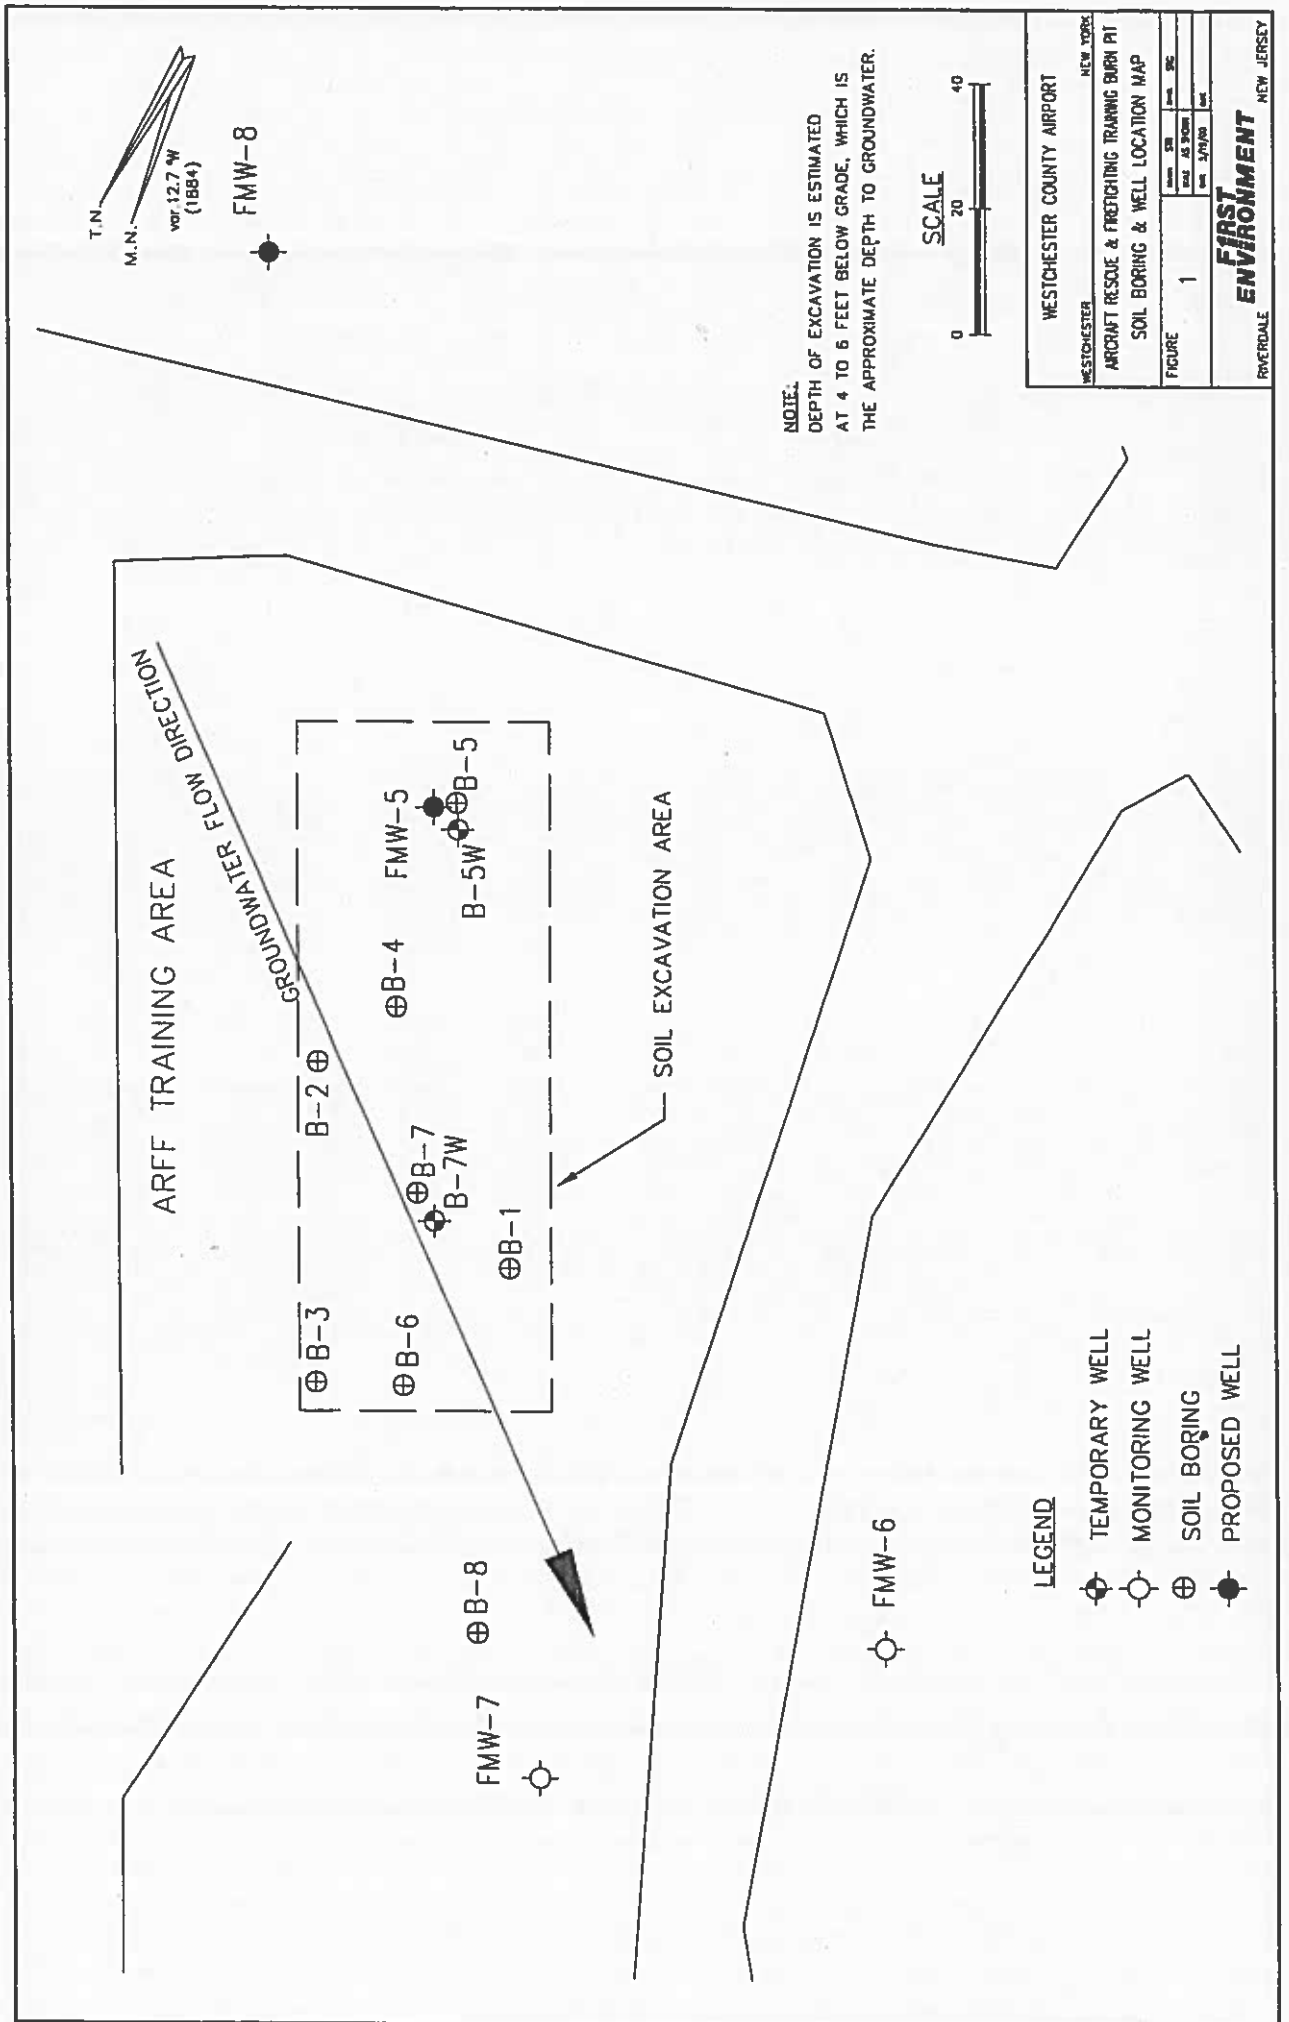 T.N.
M.N.
var. 12.7 °W
(1884)
FMW-8
ARFF TRAINING AREA
GROUNDWATER FLOW DIRECTION
B-3
B-2
B-6
B-7
B-7W
B-4
FMW-5
B-5W
B-5
B-1
SOIL EXCAVATION AREA
FMW-7
B-8
FMW-6
LEGEND
TEMPORARY WELL
MONITORING WELL
SOIL BORING
PROPOSED WELL
NOTE:
DEPTH OF EXCAVATION IS ESTIMATED
AT 4 TO 6 FEET BELOW GRADE, WHICH IS
THE APPROXIMATE DEPTH TO GROUNDWATER.
SCALE
0 20 40
WESTCHESTER COUNTY AIRPORT
WESTCHESTER NEW YORK
AIRCRAFT RESCUE & FIREFIGHTING TRAINING BURN PIT
SOIL BORING & WELL LOCATION MAP
FIGURE
1
SCALE AS SHOWN
FIRST
ENVIRONMENT
RIVERDALE NEW JERSEY